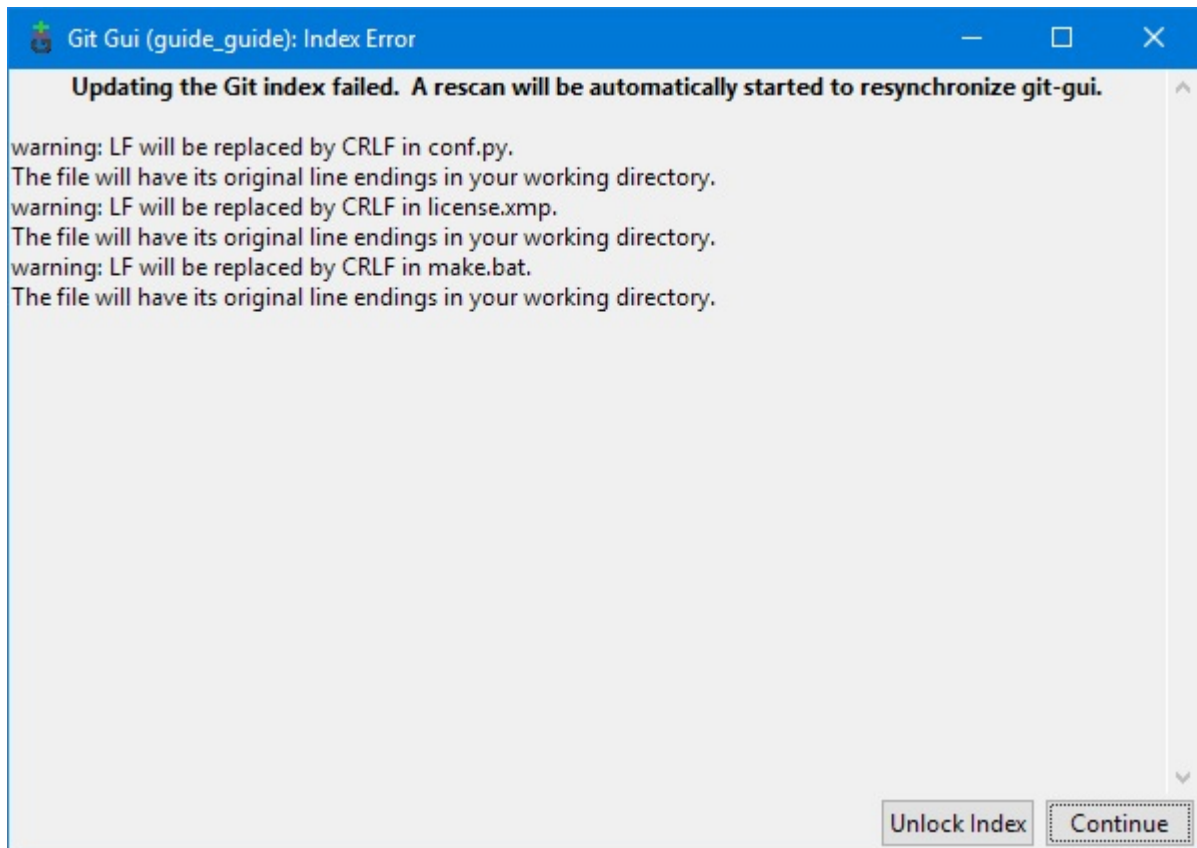 Git Gui (guide_guide): Index Error
Updating the Git index failed.  A rescan will be automatically started to resynchronize git-gui.
warning: LF will be replaced by CRLF in conf.py.
The file will have its original line endings in your working directory.
warning: LF will be replaced by CRLF in license.xmp.
The file will have its original line endings in your working directory.
warning: LF will be replaced by CRLF in make.bat.
The file will have its original line endings in your working directory.
Unlock Index Continue